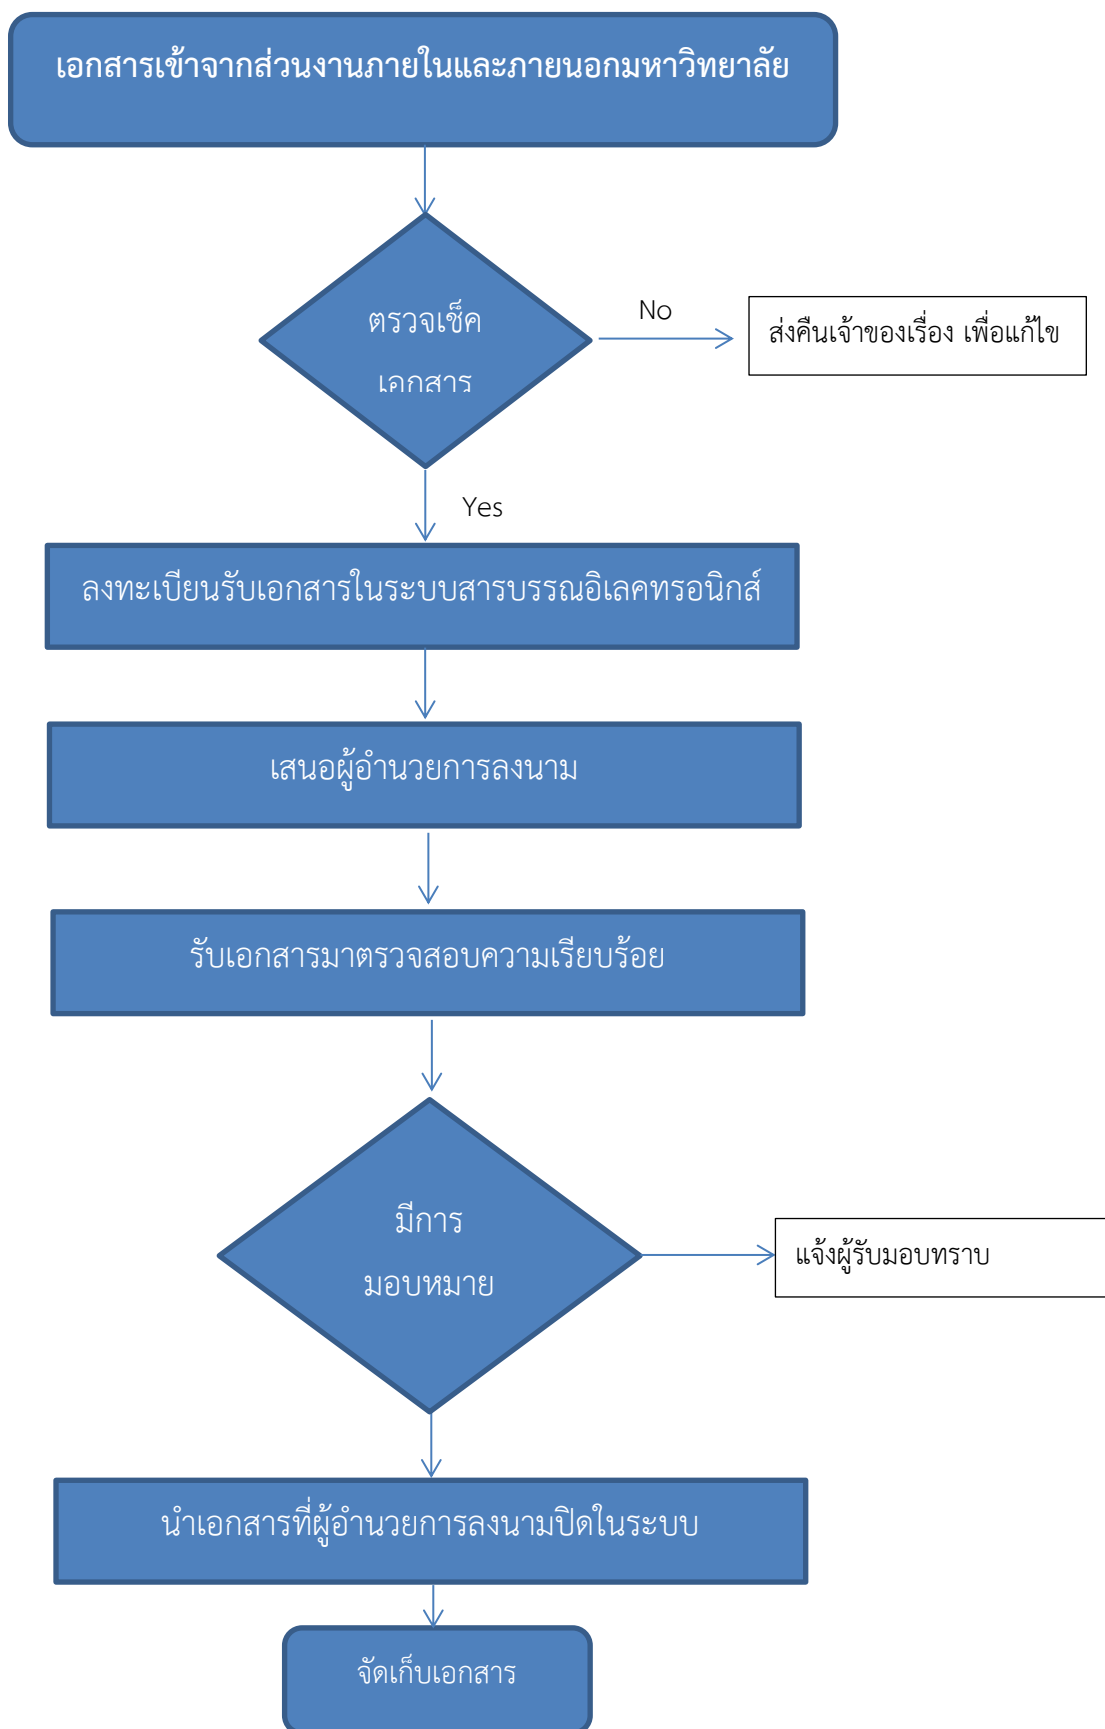 เอกสารเข้าจากส่วนงานภายในและภายนอกมหาวิทยาลัย
ตรวจเช็ค
เอกสาร
No
ส่งคืนเจ้าของเรื่อง เพื่อแก้ไข
Yes
ลงทะเบียนรับเอกสารในระบบสารบรรณอิเลคทรอนิกส์
เสนอผู้อำนวยการลงนาม
รับเอกสารมาตรวจสอบความเรียบร้อย
มีการ
มอบหมาย
แจ้งผู้รับมอบทราบ
นำเอกสารที่ผู้อำนวยการลงนามปิดในระบบ
จัดเก็บเอกสาร